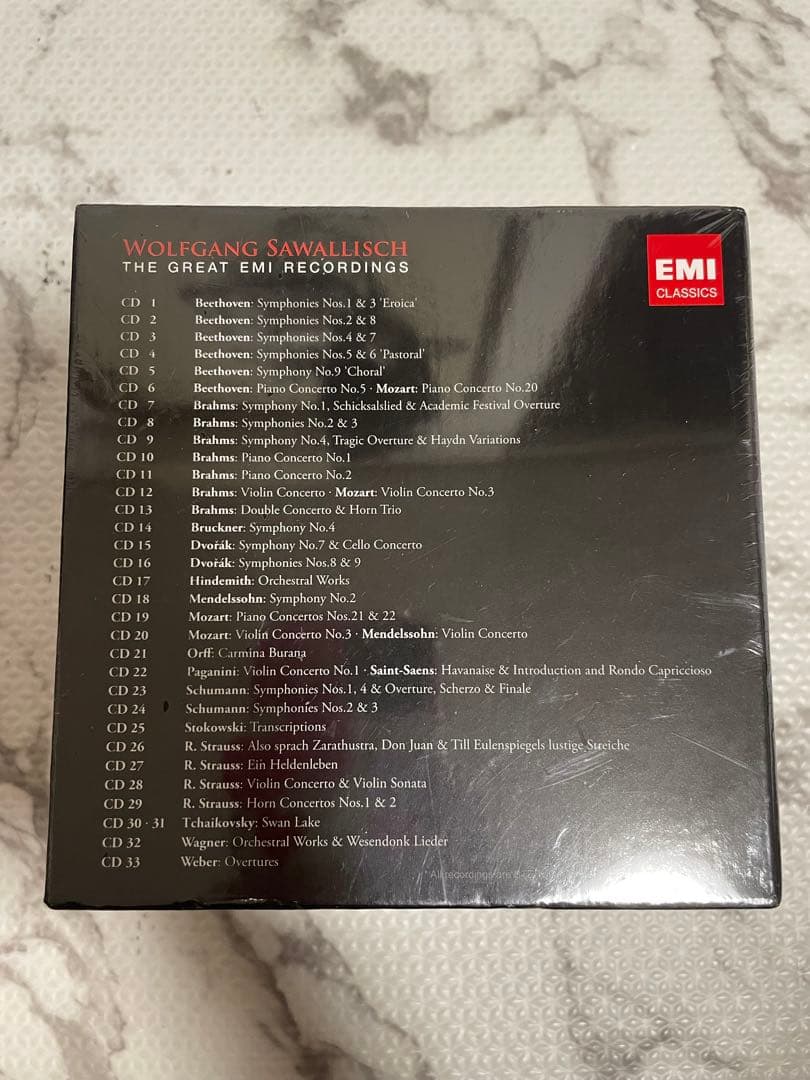 WOLFGANG SAWALLISCH
THE GREAT EMI RECORDINGS
EMI
CLASSICS
CD 1 Beethoven: Symphonies Nos.1 & 3 'Eroica'
CD 2 Beethoven: Symphonies Nos.2 & 8
CD 3 Beethoven: Symphonies Nos.4 & 7
CD 4 Beethoven: Symphonies Nos.5 & 6 'Pastoral'
CD 5 Beethoven: Symphony No.9 'Choral'
CD 6 Beethoven: Piano Concerto No.5 · Mozart: Piano Concerto No.20
CD 7 Brahms: Symphony No.1, Schicksalslied & Academic Festival Overture
CD 8 Brahms: Symphonies No.2 & 3
CD 9 Brahms: Symphony No.4, Tragic Overture & Haydn Variations
CD 10 Brahms: Piano Concerto No.1
CD 11 Brahms: Piano Concerto No.2
CD 12 Brahms: Violin Concerto · Mozart: Violin Concerto No.3
CD 13 Brahms: Double Concerto & Horn Trio
CD 14 Bruckner: Symphony No.4
CD 15 Dvořák: Symphony No.7 & Cello Concerto
CD 16 Dvořák: Symphonies Nos.8 & 9
CD 17 Hindemith: Orchestral Works
CD 18 Mendelssohn: Symphony No.2
CD 19 Mozart: Piano Concertos Nos.21 & 22
CD 20 Mozart: Violin Concerto No.3 · Mendelssohn: Violin Concerto
CD 21 Orff: Carmina Burana
CD 22 Paganini: Violin Concerto No.1 · Saint-Saens: Havanaise & Introduction and Rondo Capriccioso
CD 23 Schumann: Symphonies Nos.1, 4 & Overture, Scherzo & Finale
CD 24 Schumann: Symphonies Nos.2 & 3
CD 25 Stokowski: Transcriptions
CD 26 R. Strauss: Also sprach Zarathustra, Don Juan & Till Eulenspiegels lustige Streiche
CD 27 R. Strauss: Ein Heldenleben
CD 28 R. Strauss: Violin Concerto & Violin Sonata
CD 29 R. Strauss: Horn Concertos Nos.1 & 2
CD 30 · 31 Tchaikovsky: Swan Lake
CD 32 Wagner: Orchestral Works & Wesendonk Lieder
CD 33 Weber: Overtures
All recordings are